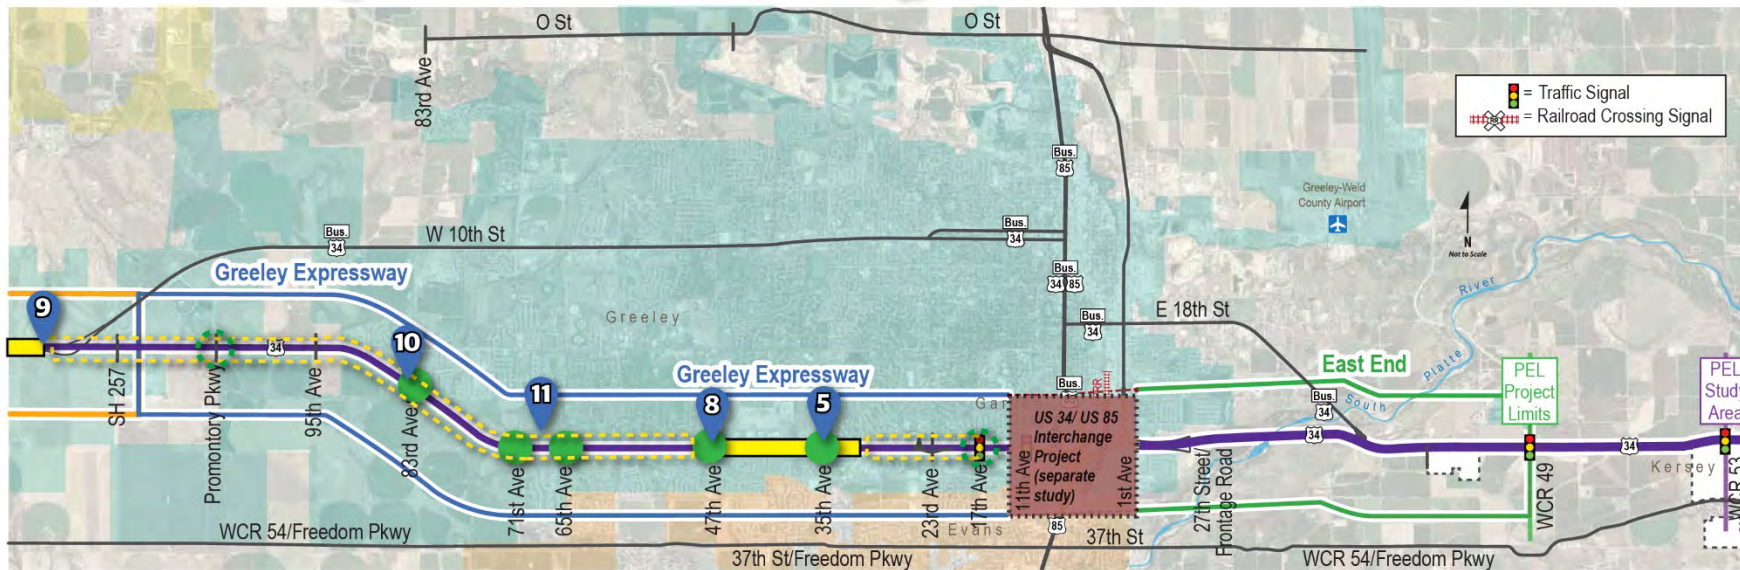 O St
O St
83rd Ave
= Traffic Signal
= Railroad Crossing Signal
Bus.
85
Greeley-Weld
County Airport
N
Not to Scale
Bus.
34
W 10th St
Bus.
34
Greeley Expressway
Bus.
34
85
River
Platte
South
E 18th St
Bus.
34
Greeley
9
10
11
8
5
34
SH 257
Promontory Pkwy
95th Ave
83rd Ave
71st Ave
65th Ave
Greeley Expressway
47th Ave
35th Ave
23rd Ave
17th Ave
Bus.
RR
Gar
US 34/ US 85
Interchange
Project
(separate
study)
11th Ave
1st Ave
East End
Bus.
34
34
27th Street/
Frontage Road
PEL
Project
Limits
WCR 49
34
Kersey
PEL
Study
Area
WCR 53
Evans
85
WCR 54/Freedom Pkwy
37th St/Freedom Pkwy
37th St
WCR 54/Freedom Pkwy